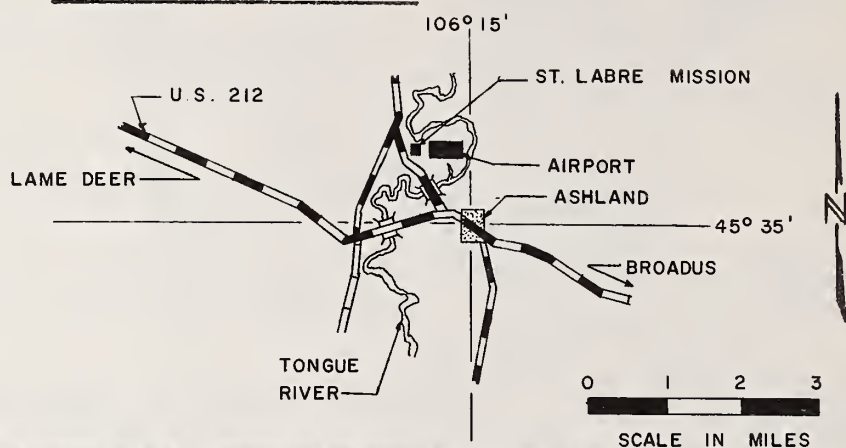 106° 15'
ST. LABRE MISSION
U.S. 212
AIRPORT
LAME DEER
ASHLAND
45° 35'
N
BROADUS
TONGUE
RIVER
0 1 2 3
SCALE IN MILES